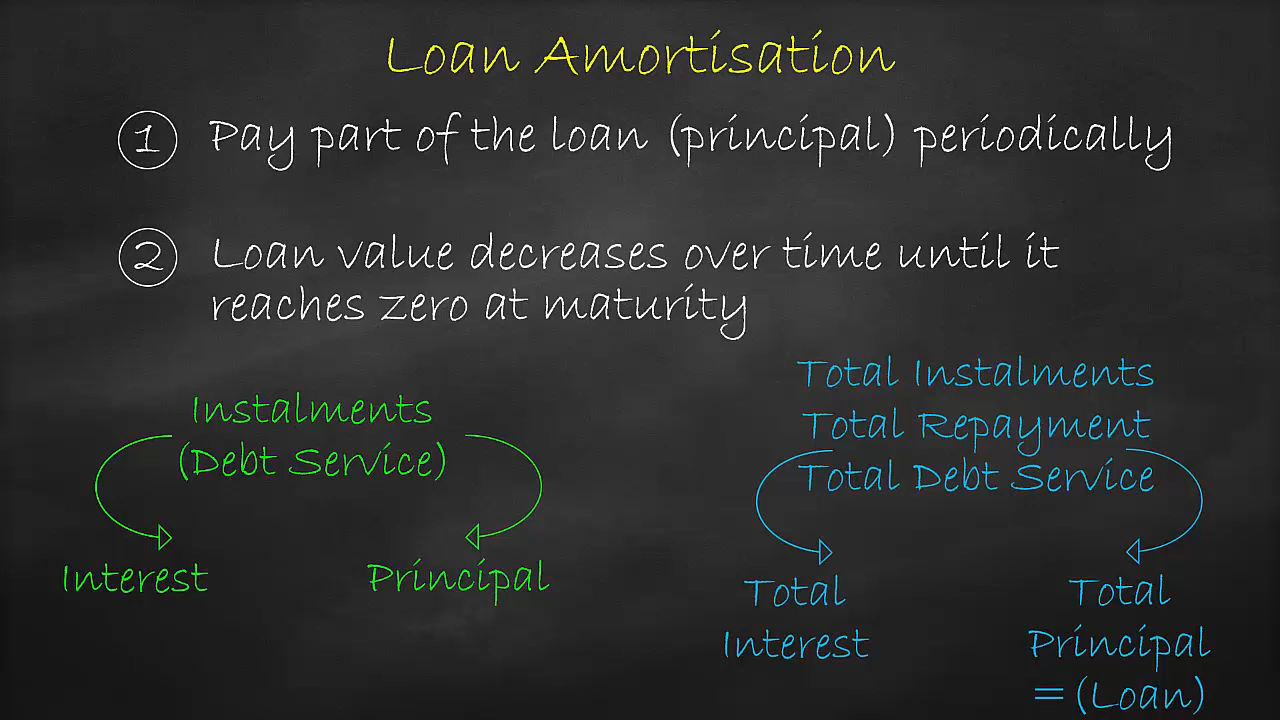 Loan Amortisation
1 Pay part of the loan (principal) periodically
2 Loan value decreases over time until it
reaches zero at maturity
Instalments
(Debt Service)
Interest
Principal
Total Instalments
Total Repayment
Total Debt Service
Total
Interest
Total
Principal
= (Loan)